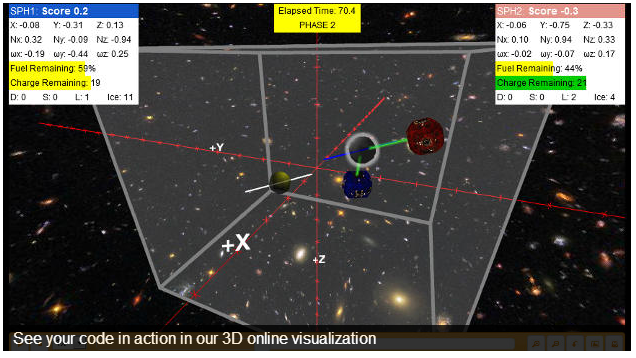 SPH1: Score 0.2
X: -0.08 Y: -0.31 Z: 0.13
Nx: 0.32 Ny: -0.09 Nz: -0.94
ωx: -0.19 ωy: -0.44 ωz: 0.25
Fuel Remaining: 59%
Charge Remaining: 19
D: 0 S: 0 L: 1 Ice: 11
Elapsed Time: 70.4
PHASE 2
SPH2: Score -0.3
X: -0.06 Y: -0.75 Z: -0.33
Nx: 0.10 Ny: 0.94 Nz: 0.33
ωx: -0.02 ωy: -0.07 ωz: 0.17
Fuel Remaining: 44%
Charge Remaining: 21
D: 0 S: 0 L: 2 Ice: 4
+Y
+X
+Z
See your code in action in our 3D online visualization